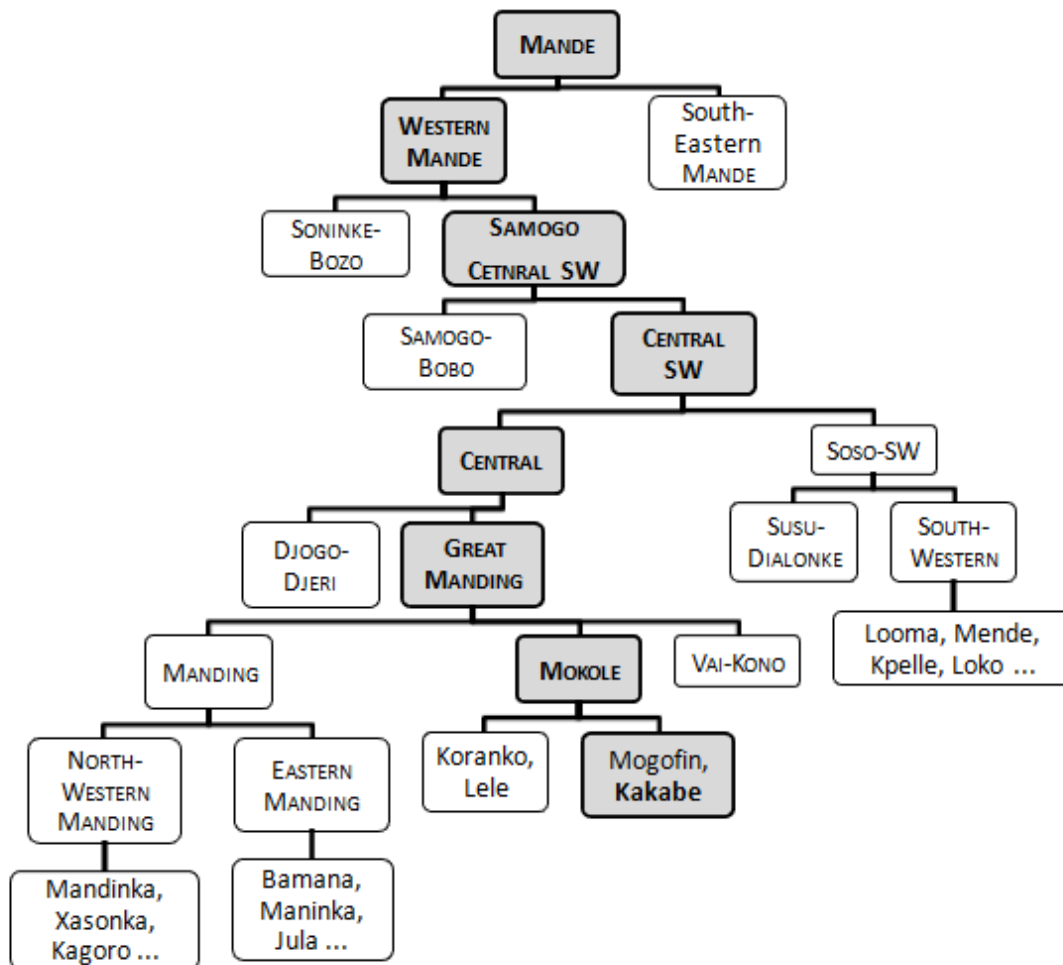 MANDE
WESTERN
MANDE
South-
Eastern
MANDE
SONINKE-
BOZO
SAMOGO
CETNRAL SW
SAMOGO-
BOBO
CENTRAL
SW
CENTRAL
SOSO-SW
DJOGO-
DJERI
GREAT
MANDING
SUSU-
DIALONKE
SOUTH-
WESTERN
MANDING
MOKOLE
VAI-KONO
Looma, Mende,
Kpelle, Loko ...
NORTH-
WESTERN
MANDING
EASTERN
MANDING
Koranko,
Lele
Mogofin,
Kakabe
Mandinka,
Xasonka,
Kagoro ...
Bamana,
Maninka,
Jula ...